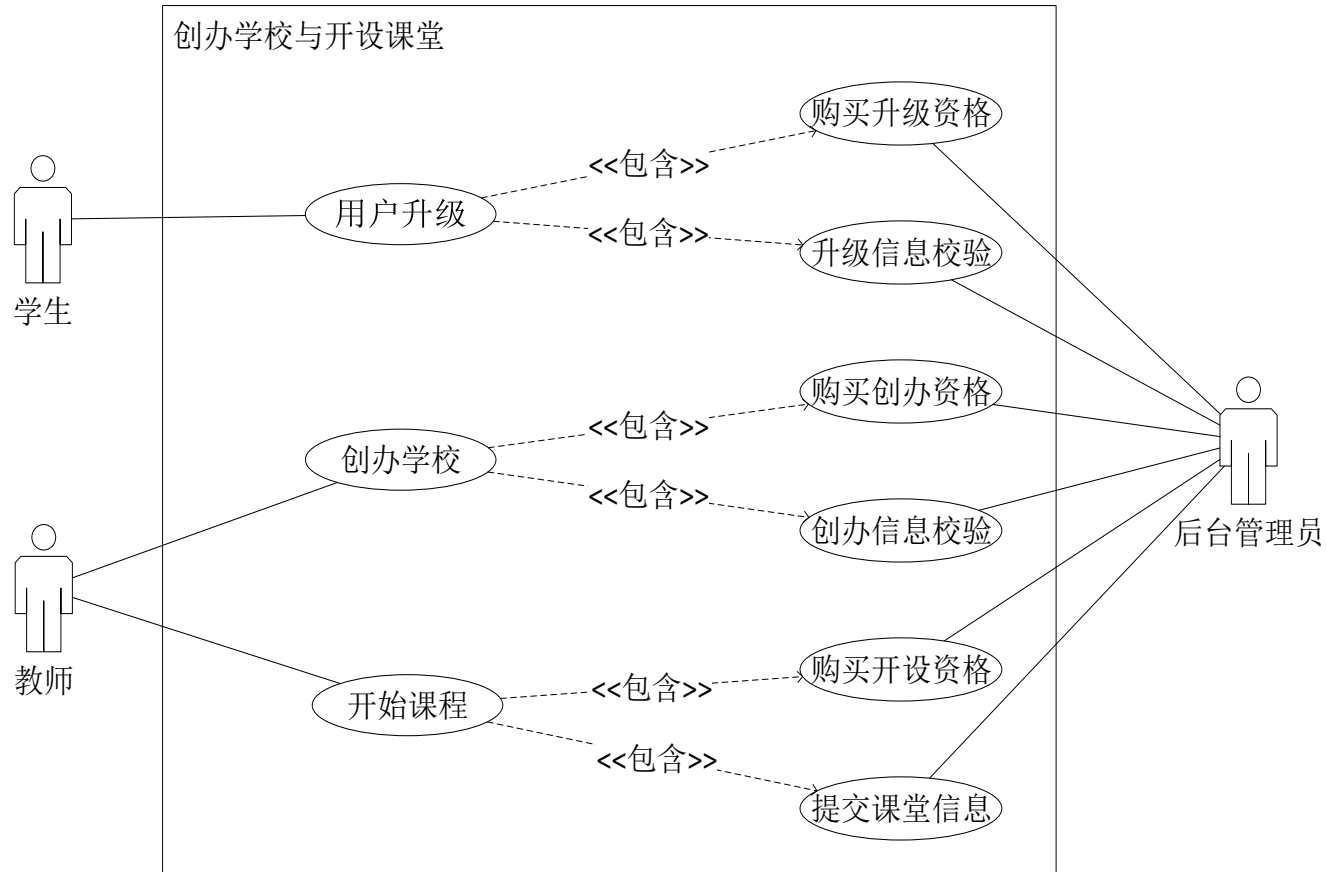 创办学校与开设课堂
购买升级资格
<<包含>>
用户升级
<<包含>>
升级信息校验
学生
购买创办资格
<<包含>>
创办学校
<<包含>>
创办信息校验
后台管理员
教师
购买开设资格
<<包含>>
开始课程
<<包含>>
提交课堂信息